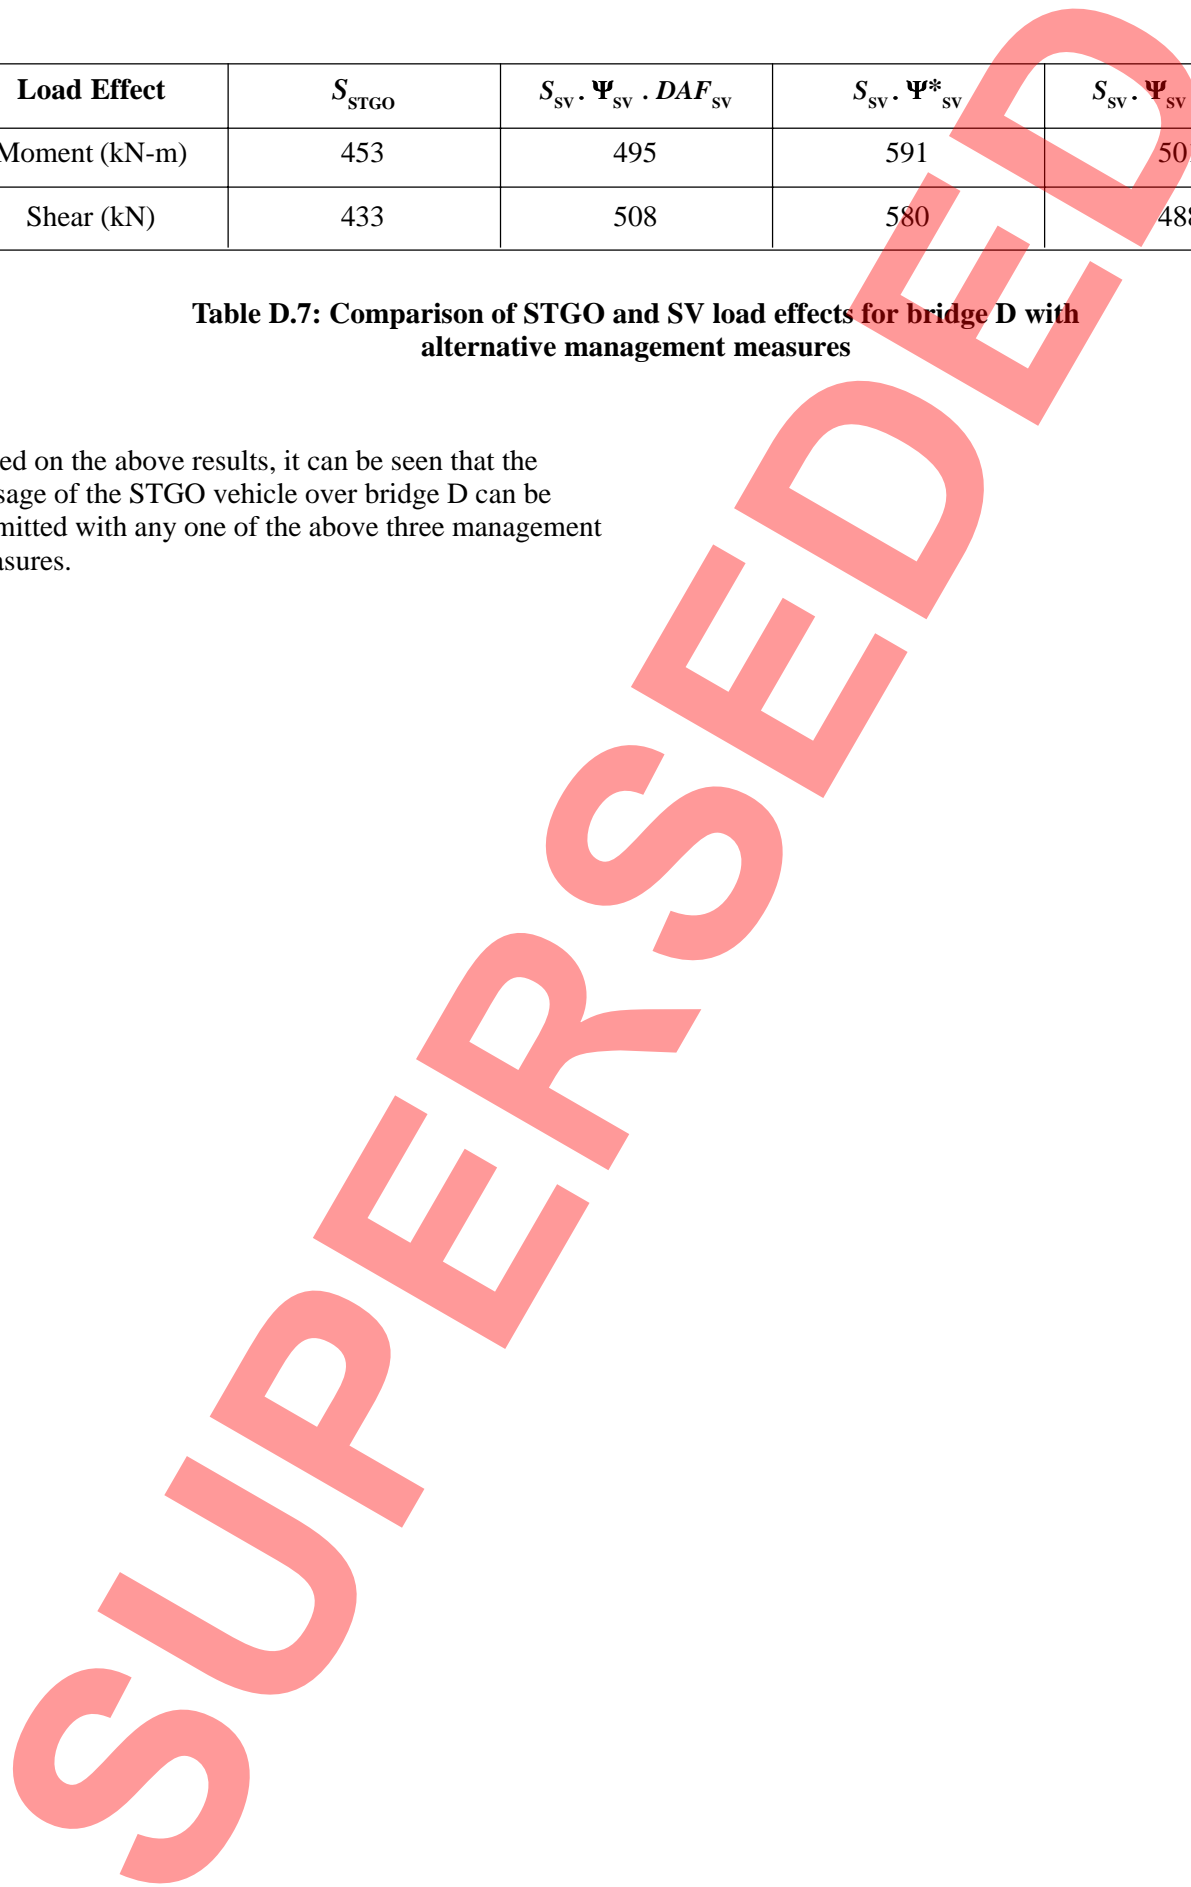 Load Effect S_STGO S_SV . Ψ_SV . DAF_SV S_SV . Ψ*_SV S_SV . Ψ_SV
Moment (kN-m) 453 495 591
Shear (kN) 433 508 580 488
Table D.7: Comparison of STGO and SV load effects for bridge D with
alternative management measures
ed on the above results, it can be seen that the
sage of the STGO vehicle over bridge D can be
mitted with any one of the above three management
asures.
SUPERSEDED